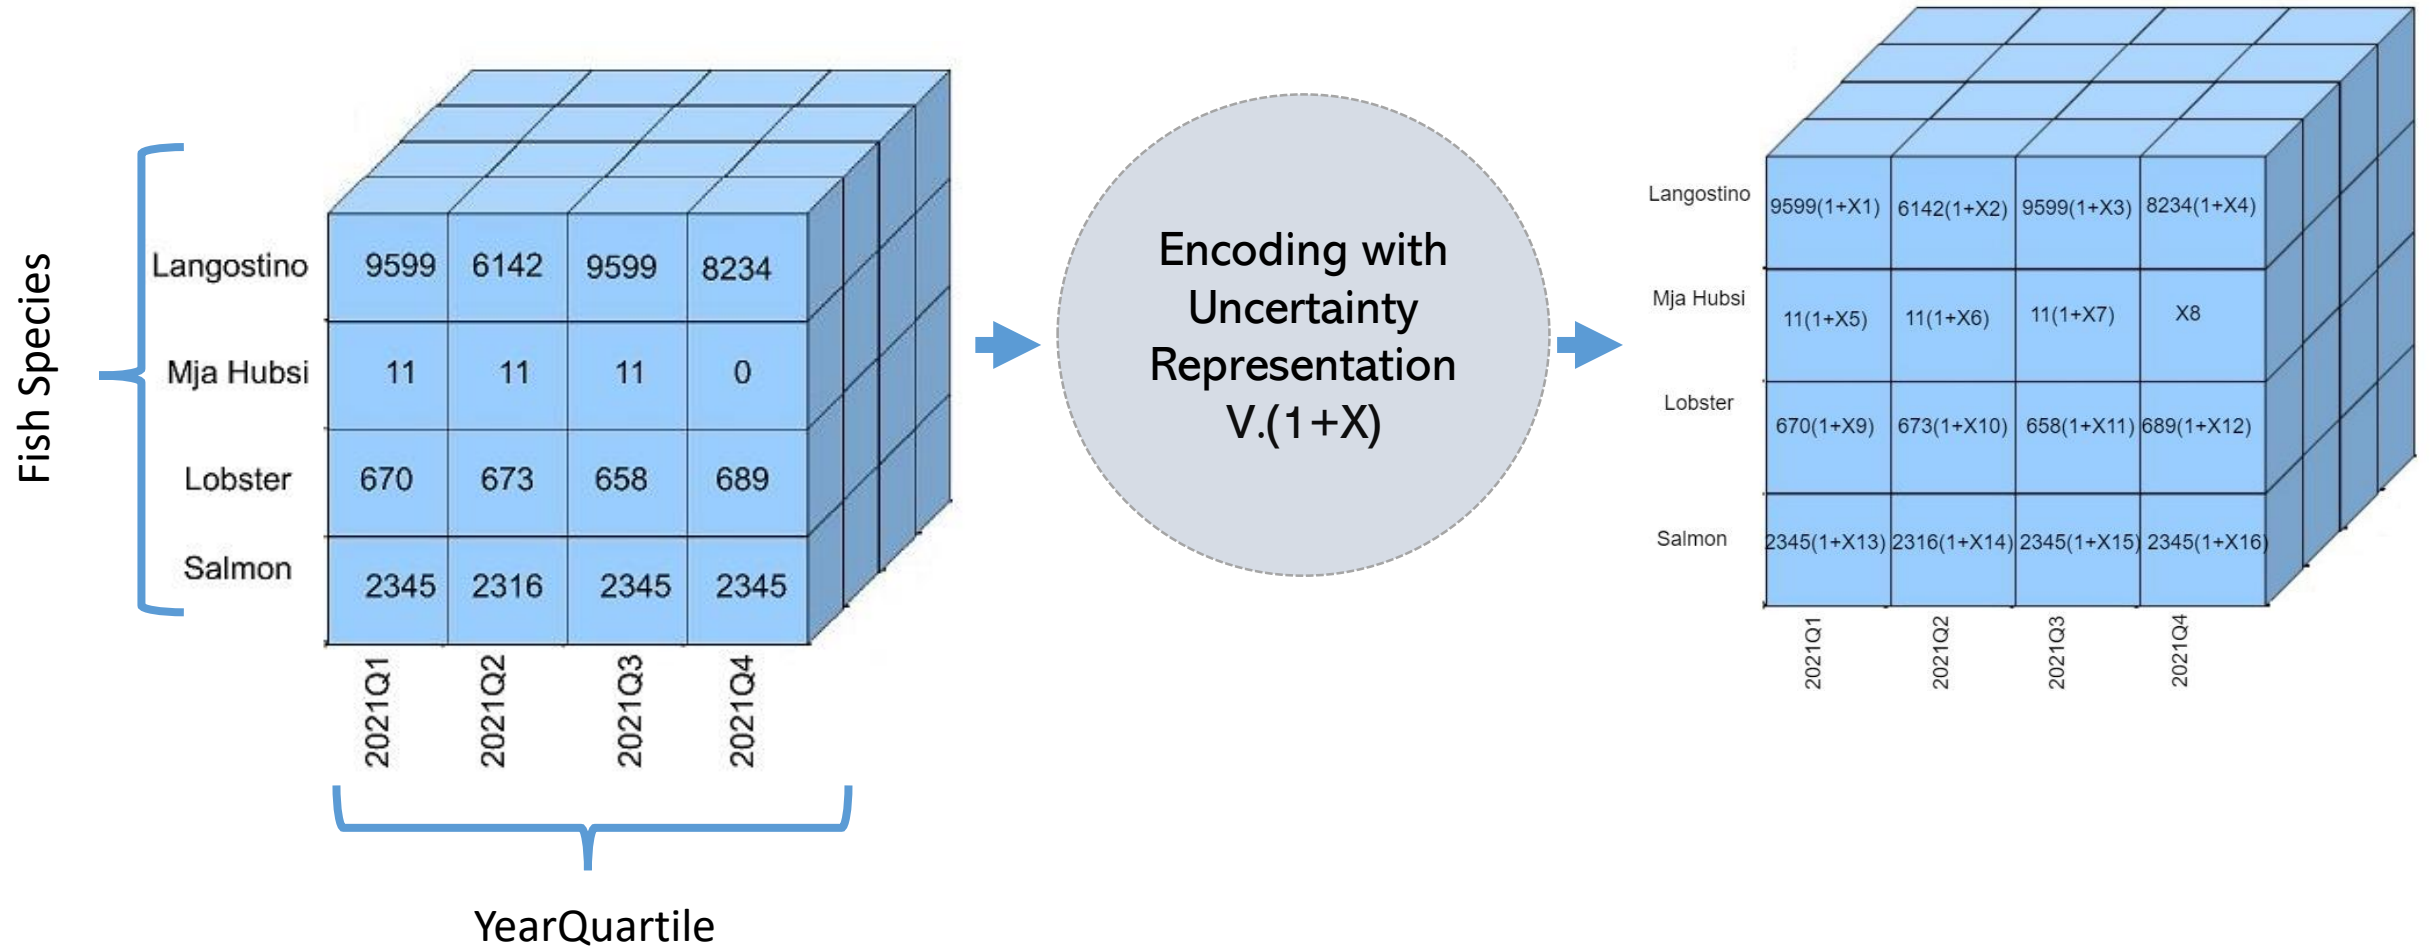 Fish Species
Langostino 9599 6142 9599 8234
Mja Hubsi 11 11 11 0
Lobster 670 673 658 689
Salmon 2345 2316 2345 2345
2021Q1 2021Q2 2021Q3 2021Q4
YearQuartile
Encoding with
Uncertainty
Representation
V.(1+X)
Langostino 9599(1+X1) 6142(1+X2) 9599(1+X3) 8234(1+X4)
Mja Hubsi 11(1+X5) 11(1+X6) 11(1+X7) X8
Lobster 670(1+X9) 673(1+X10) 658(1+X11) 689(1+X12)
Salmon 2345(1+X13) 2316(1+X14) 2345(1+X15) 2345(1+X16)
2021Q1 2021Q2 2021Q3 2021Q4